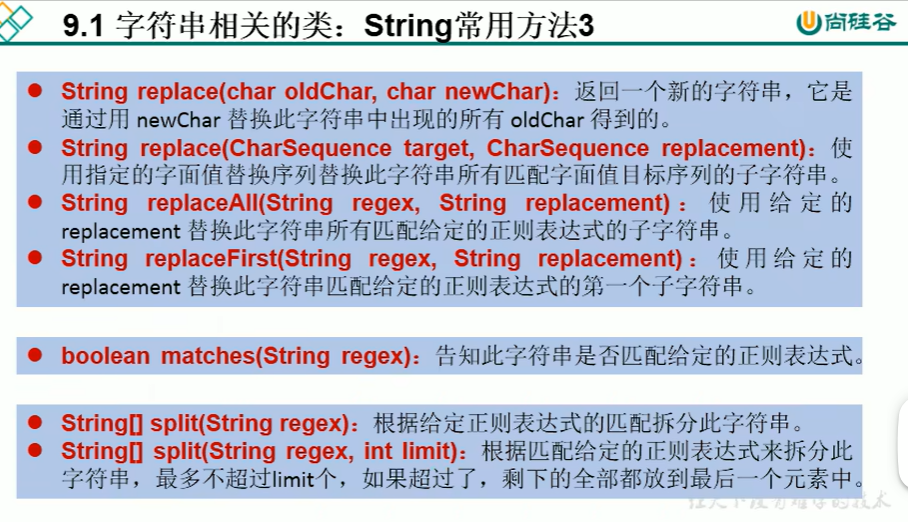 9.1 字符串相关的类：String常用方法3
尚硅谷
String replace(char oldChar, char newChar)：返回一个新的字符串，它是
通过用 newChar 替换此字符串中出现的所有 oldChar 得到的。
String replace(CharSequence target, CharSequence replacement)：使
用指定的字面值替换序列替换此字符串所有匹配字面值目标序列的子字符串。
String replaceAll(String regex, String replacement)：使用给定的
replacement 替换此字符串所有匹配给定的正则表达式的子字符串。
String replaceFirst(String regex, String replacement)：使用给定的
replacement 替换此字符串匹配给定的正则表达式的第一个子字符串。
boolean matches(String regex)：告知此字符串是否匹配给定的正则表达式。
String[] split(String regex)：根据给定正则表达式的匹配拆分此字符串。
String[] split(String regex, int limit)：根据匹配给定的正则表达式来拆分此
字符串，最多不超过limit个，如果超过了，剩下的全部都放到最后一个元素中。